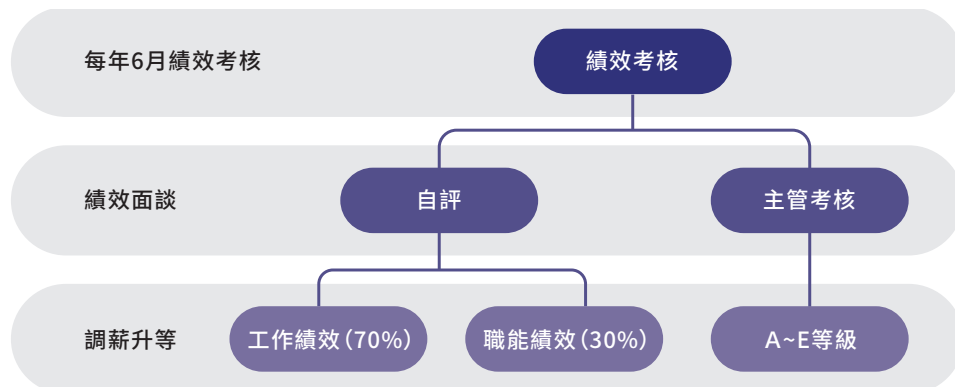 每年6月績效考核
績效考核
績效面談
自評
主管考核
調薪升等
工作績效(70%)
職能績效(30%)
A~E等級